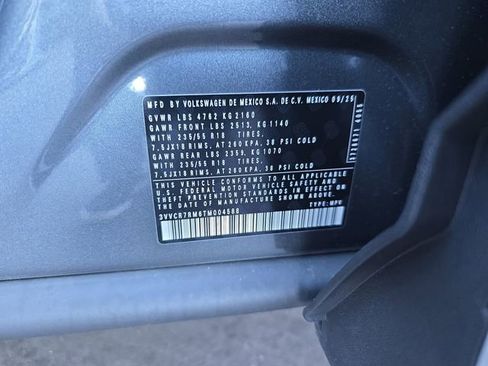 MFD. BY VOLKSWAGEN DE MEXICO S.A. DE C.V. MEXICO 09/25
GVWR LBS 4762 KG 2160
GAWR FRONT LBS 2513, KG 1140
WITH 235/55 R18 TIRES,
7.5JX18 RIMS, AT 260 KPA, 38 PSI COLD
GAWR REAR LBS 2359, KG 1070
WITH 235/55 R18 TIRES,
7.5JX18 RIMS, AT 260 KPA, 38 PSI COLD
THIS VEHICLE CONFORMS TO ALL APPLICABLE
U.S. FEDERAL MOTOR VEHICLE SAFETY AND
THEFT PREVENTION STANDARDS IN EFFECT ON
THE DATE OF MANUFACTURE SHOWN ABOVE.
3VVCB7RM6TM004588 TYPE: MPV